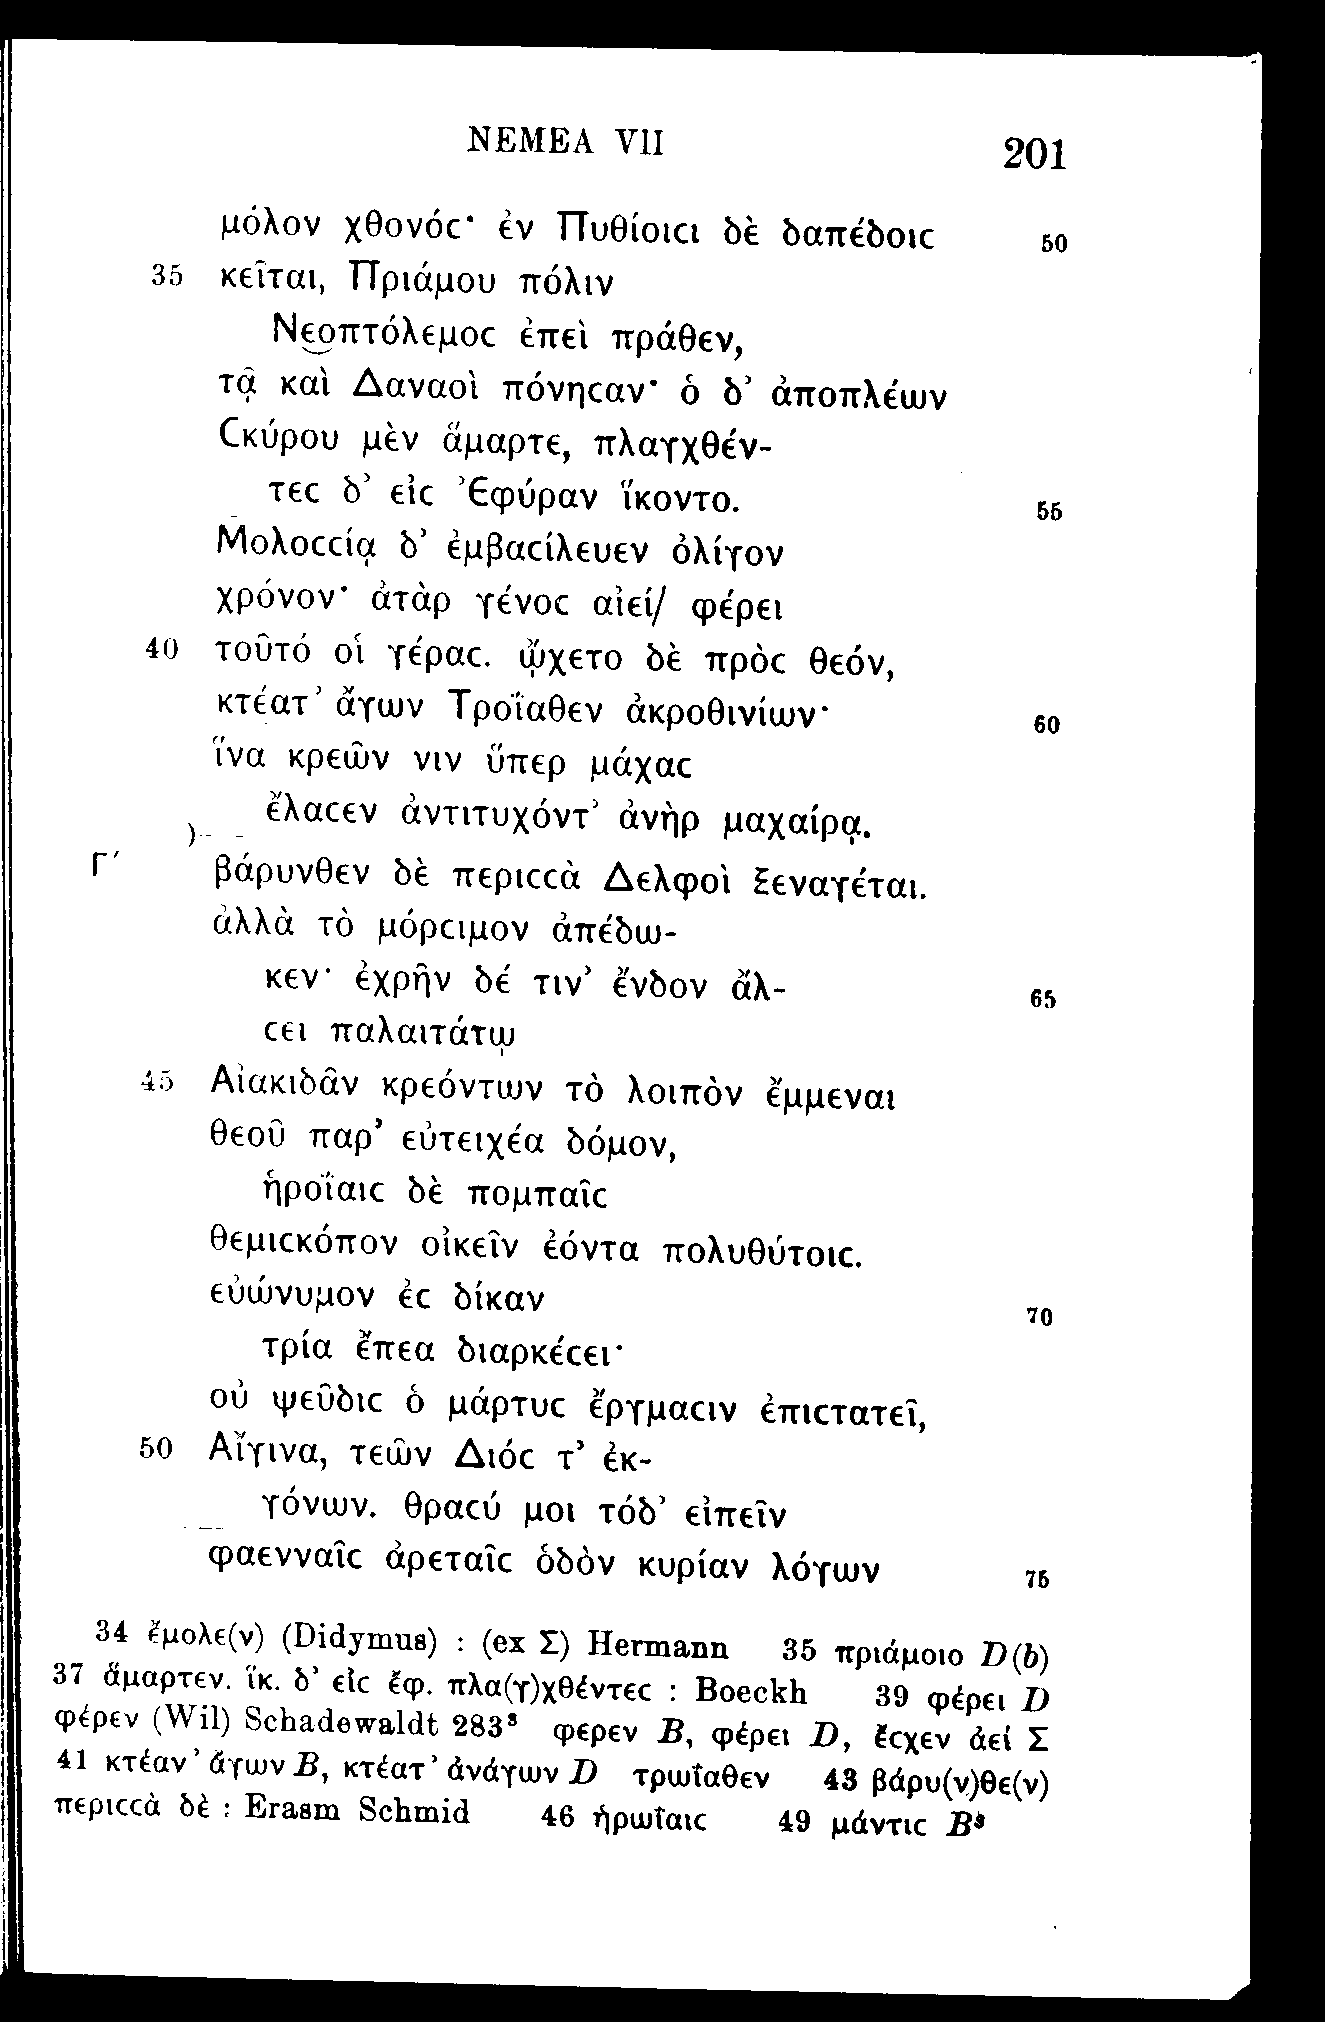 NEMEA VII 201
μόλον χθονόϲ· ἐν Πυθίοιϲι δὲ δαπέδοιϲ 50
35 κεῖται, Πριάμου πόλιν
Νεοπτόλεμοϲ ἐπεὶ πράθεν,
τᾷ καὶ Δαναοὶ πόνηϲαν· ὁ δ’ ἀποπλέων
Ϲκύρου μὲν ἅμαρτε, πλαγχθέν-
τεϲ δ’ εἰϲ Ἐφύραν ἵκοντο. 55
Μολοϲϲίᾳ δ’ ἐμβαϲίλευεν ὀλίγον
χρόνον· ἀτὰρ γένοϲ αἰεί/ φέρει
40 τοῦτό οἱ γέραϲ. ᾤχετο δὲ πρὸϲ θεόν,
κτέατ’ ἄγων Τροΐαθεν ἀκροθινίων· 60
ἵνα κρεῶν νιν ὕπερ μάχαϲ
ἔλαϲεν ἀντιτυχόντ’ ἀνὴρ μαχαίρᾳ.
Γ′ βάρυνθεν δὲ περιϲϲὰ Δελφοὶ ξεναγέται.
ἀλλὰ τὸ μόρϲιμον ἀπέδω-
κεν· ἐχρῆν δέ τιν’ ἔνδον ἄλ- 65
ϲει παλαιτάτῳ
45 Αἰακιδᾶν κρεόντων τὸ λοιπὸν ἔμμεναι
θεοῦ παρ’ εὐτειχέα δόμον,
ἡροΐαιϲ δὲ πομπαῖϲ
θεμιϲκόπον οἰκεῖν ἐόντα πολυθύτοιϲ.
εὐώνυμον ἐϲ δίκαν 70
τρία ἔπεα διαρκέϲει·
οὐ ψεῦδιϲ ὁ μάρτυϲ ἔργμαϲιν ἐπιϲτατεῖ,
50 Αἴγινα, τεῶν Διόϲ τ’ ἐκ-
γόνων. θραϲύ μοι τόδ’ εἰπεῖν
φαενναῖϲ ἀρεταῖϲ ὁδὸν κυρίαν λόγων 75
34 ἔμολε(ν) (Didymus) : (ex Σ) Hermann 35 πριάμοιο D(b)
37 ἅμαρτεν. ἵκ. δ’ εἰϲ ἔφ. πλα(γ)χθέντεϲ : Boeckh 39 φέρει D
φέρεν (Wil) Schadewaldt 283³ φερεν B, φέρει D, ἔϲχεν ἀεί Σ
41 κτέαν’ ἄγων B, κτέατ’ ἀνάγων D τρωΐαθεν 43 βάρυ(ν)θε(ν)
περιϲϲὰ δὲ : Erasm Schmid 46 ἡρωΐαιϲ 49 μάντιϲ B³